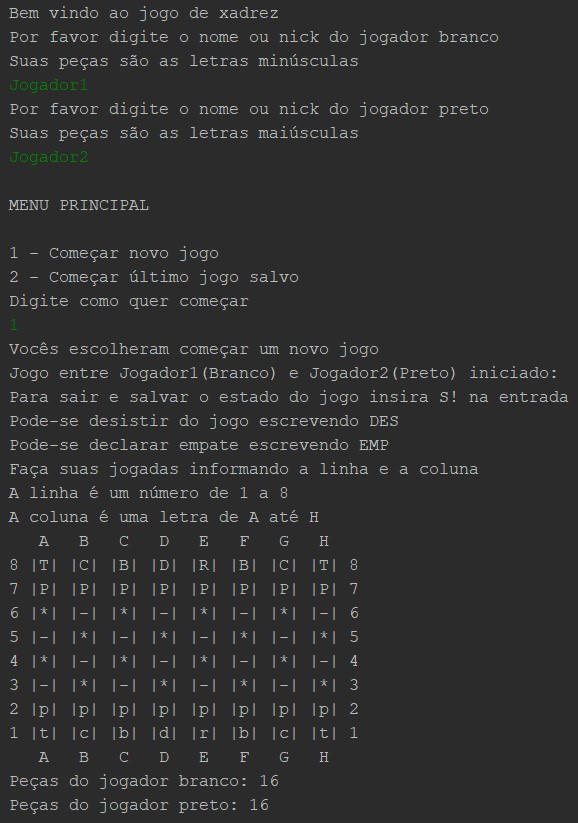 Bem vindo ao jogo de xadrez
Por favor digite o nome ou nick do jogador branco
Suas peças são as letras minúsculas
Jogador1
Por favor digite o nome ou nick do jogador preto
Suas peças são as letras maiúsculas
Jogador2
MENU PRINCIPAL
1 - Começar novo jogo
2 - Começar último jogo salvo
Digite como quer começar
1
Vocês escolheram começar um novo jogo
Jogo entre Jogador1(Branco) e Jogador2(Preto) iniciado:
Para sair e salvar o estado do jogo insira S! na entrada
Pode-se desistir do jogo escrevendo DES
Pode-se declarar empate escrevendo EMP
Faça suas jogadas informando a linha e a coluna
A linha é um número de 1 a 8
A coluna é uma letra de A até H
A B C D E F G H
8 |T| |C| |B| |D| |R| |B| |C| |T| 8
7 |P| |P| |P| |P| |P| |P| |P| |P| 7
6 |*| |-| |*| |-| |*| |-| |*| |-| 6
5 |-| |*| |-| |*| |-| |*| |-| |*| 5
4 |*| |-| |*| |-| |*| |-| |*| |-| 4
3 |-| |*| |-| |*| |-| |*| |-| |*| 3
2 |p| |p| |p| |p| |p| |p| |p| |p| 2
1 |t| |c| |b| |d| |r| |b| |c| |t| 1
A B C D E F G H
Peças do jogador branco: 16
Peças do jogador preto: 16